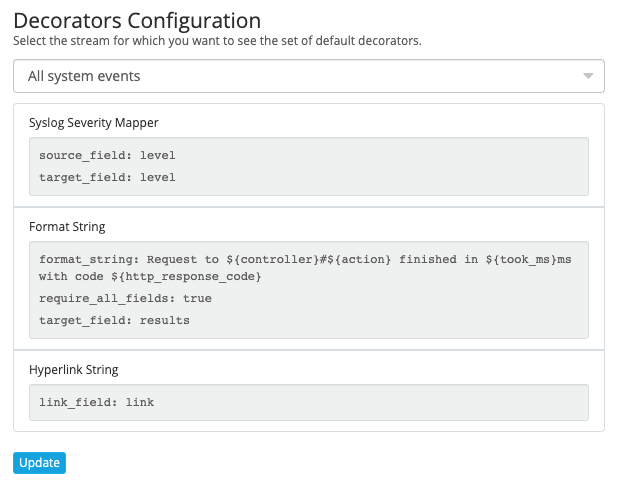 Decorators Configuration
Select the stream for which you want to see the set of default decorators.
All system events
Syslog Severity Mapper
source_field: level
target_field: level
Format String
format_string: Request to ${controller}#${action} finished in ${took_ms}ms
with code ${http_response_code}
require_all_fields: true
target_field: results
Hyperlink String
link_field: link
Update